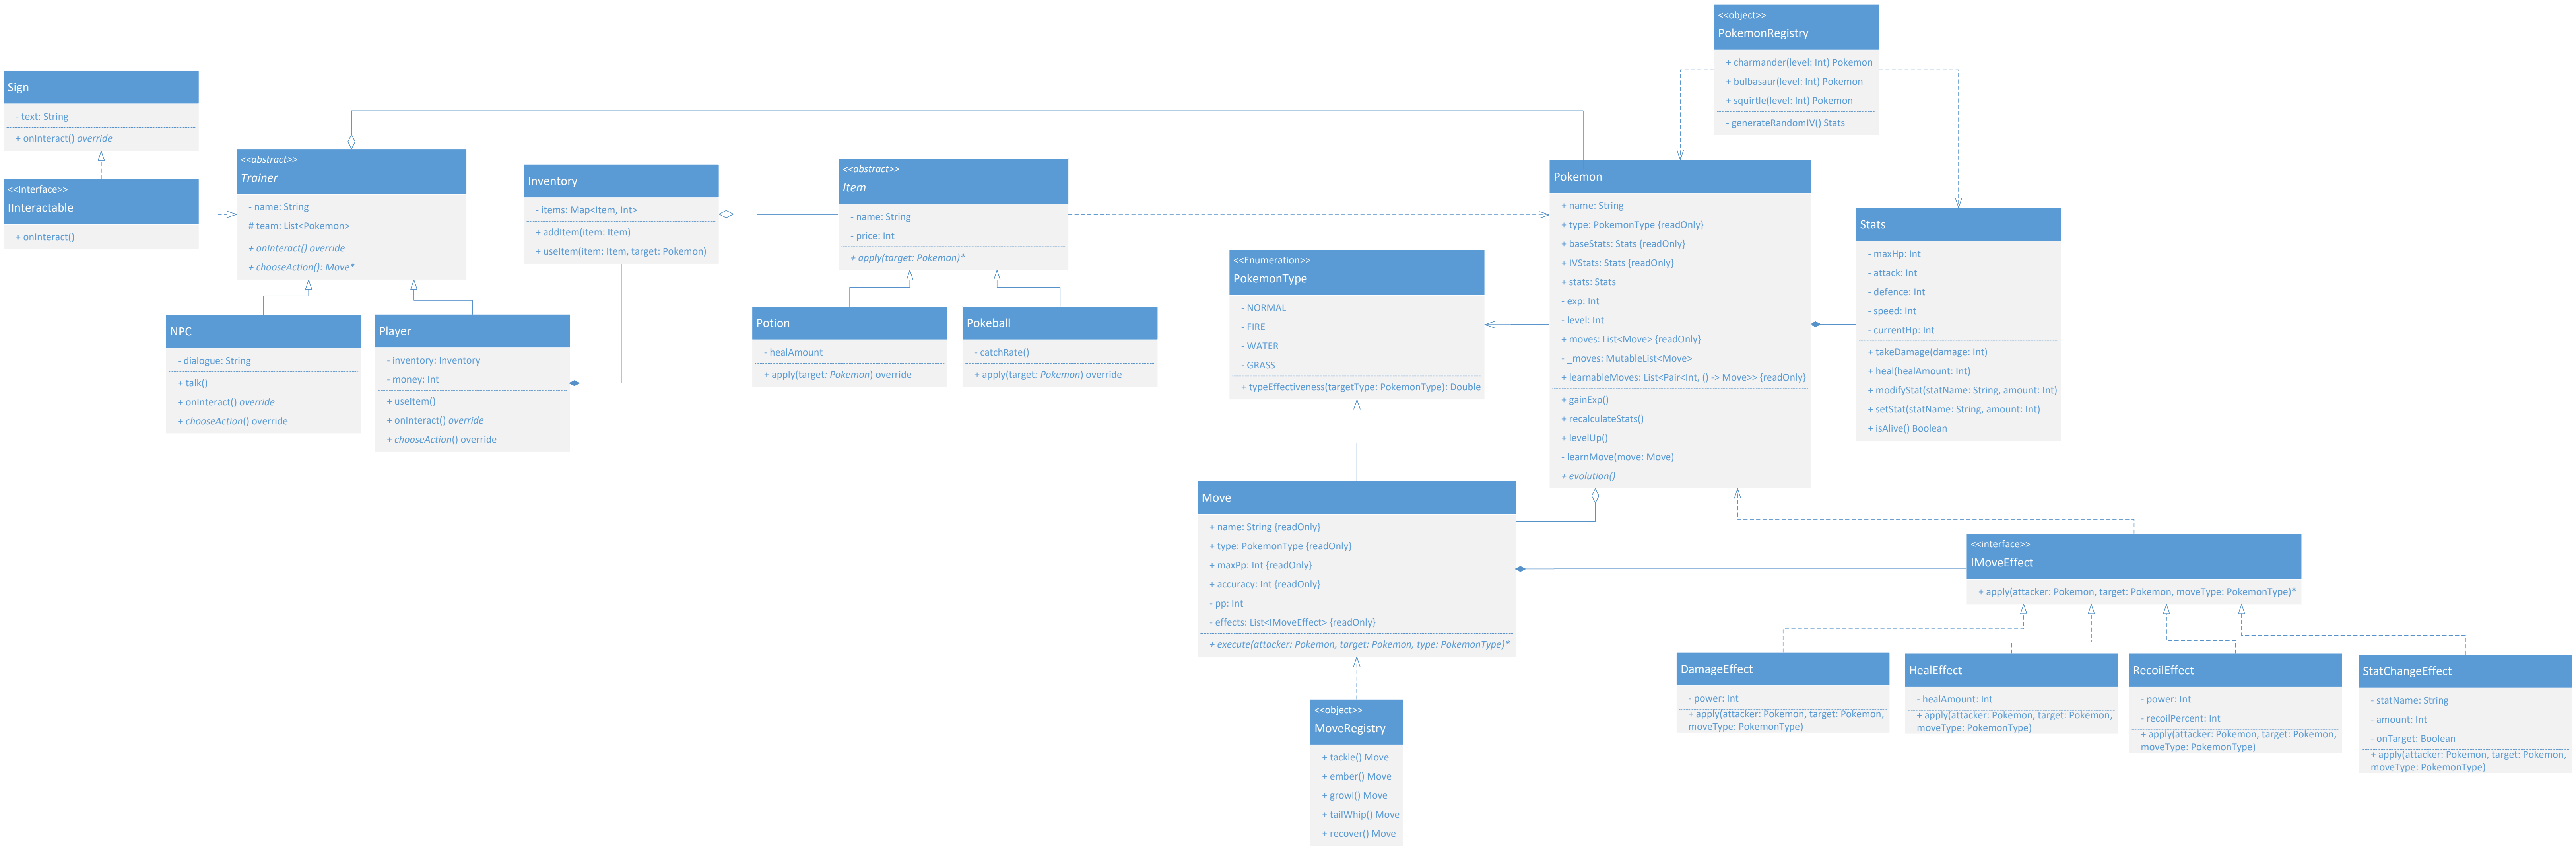 <<object>>
PokemonRegistry
+ charmander(level: Int) Pokemon
+ bulbasaur(level: Int) Pokemon
+ squirtle(level: Int) Pokemon
- generateRandomIV() Stats
Sign
- text: String
+ onInteract() override
<<Interface>>
IInteractable
+ onInteract()
<<abstract>>
Trainer
- name: String
# team: List<Pokemon>
+ onInteract() override
+ chooseAction(): Move*
NPC
- dialogue: String
+ talk()
+ onInteract() override
+ chooseAction() override
Player
- inventory: Inventory
- money: Int
+ useItem()
+ onInteract() override
+ chooseAction() override
Inventory
- items: Map<Item, Int>
+ addItem(item: Item)
+ useItem(item: Item, target: Pokemon)
<<abstract>>
Item
- name: String
- price: Int
+ apply(target: Pokemon)*
Potion
- healAmount
+ apply(target: Pokemon) override
Pokeball
- catchRate()
+ apply(target: Pokemon) override
<<Enumeration>>
PokemonType
- NORMAL
- FIRE
- WATER
- GRASS
+ typeEffectiveness(targetType: PokemonType): Double
Pokemon
+ name: String
+ type: PokemonType {readOnly}
+ baseStats: Stats {readOnly}
+ IVStats: Stats {readOnly}
+ stats: Stats
- exp: Int
- level: Int
+ moves: List<Move> {readOnly}
- _moves: MutableList<Move>
+ learnableMoves: List<Pair<Int, () -> Move>> {readOnly}
+ gainExp()
+ recalculateStats()
+ levelUp()
- learnMove(move: Move)
+ evolution()
Stats
- maxHp: Int
- attack: Int
- defence: Int
- speed: Int
- currentHp: Int
+ takeDamage(damage: Int)
+ heal(healAmount: Int)
+ modifyStat(statName: String, amount: Int)
+ setStat(statName: String, amount: Int)
+ isAlive() Boolean
Move
+ name: String {readOnly}
+ type: PokemonType {readOnly}
+ maxPp: Int {readOnly}
+ accuracy: Int {readOnly}
- pp: Int
- effects: List<IMoveEffect> {readOnly}
+ execute(attacker: Pokemon, target: Pokemon, type: PokemonType)*
<<interface>>
IMoveEffect
+ apply(attacker: Pokemon, target: Pokemon, moveType: PokemonType)*
DamageEffect
- power: Int
+ apply(attacker: Pokemon, target: Pokemon,
moveType: PokemonType)
HealEffect
- healAmount: Int
+ apply(attacker: Pokemon, target: Pokemon,
moveType: PokemonType)
RecoilEffect
- power: Int
- recoilPercent: Int
+ apply(attacker: Pokemon, target: Pokemon,
moveType: PokemonType)
StatChangeEffect
- statName: String
- amount: Int
- onTarget: Boolean
+ apply(attacker: Pokemon, target: Pokemon,
moveType: PokemonType)
<<object>>
MoveRegistry
+ tackle() Move
+ ember() Move
+ growl() Move
+ tailWhip() Move
+ recover() Move